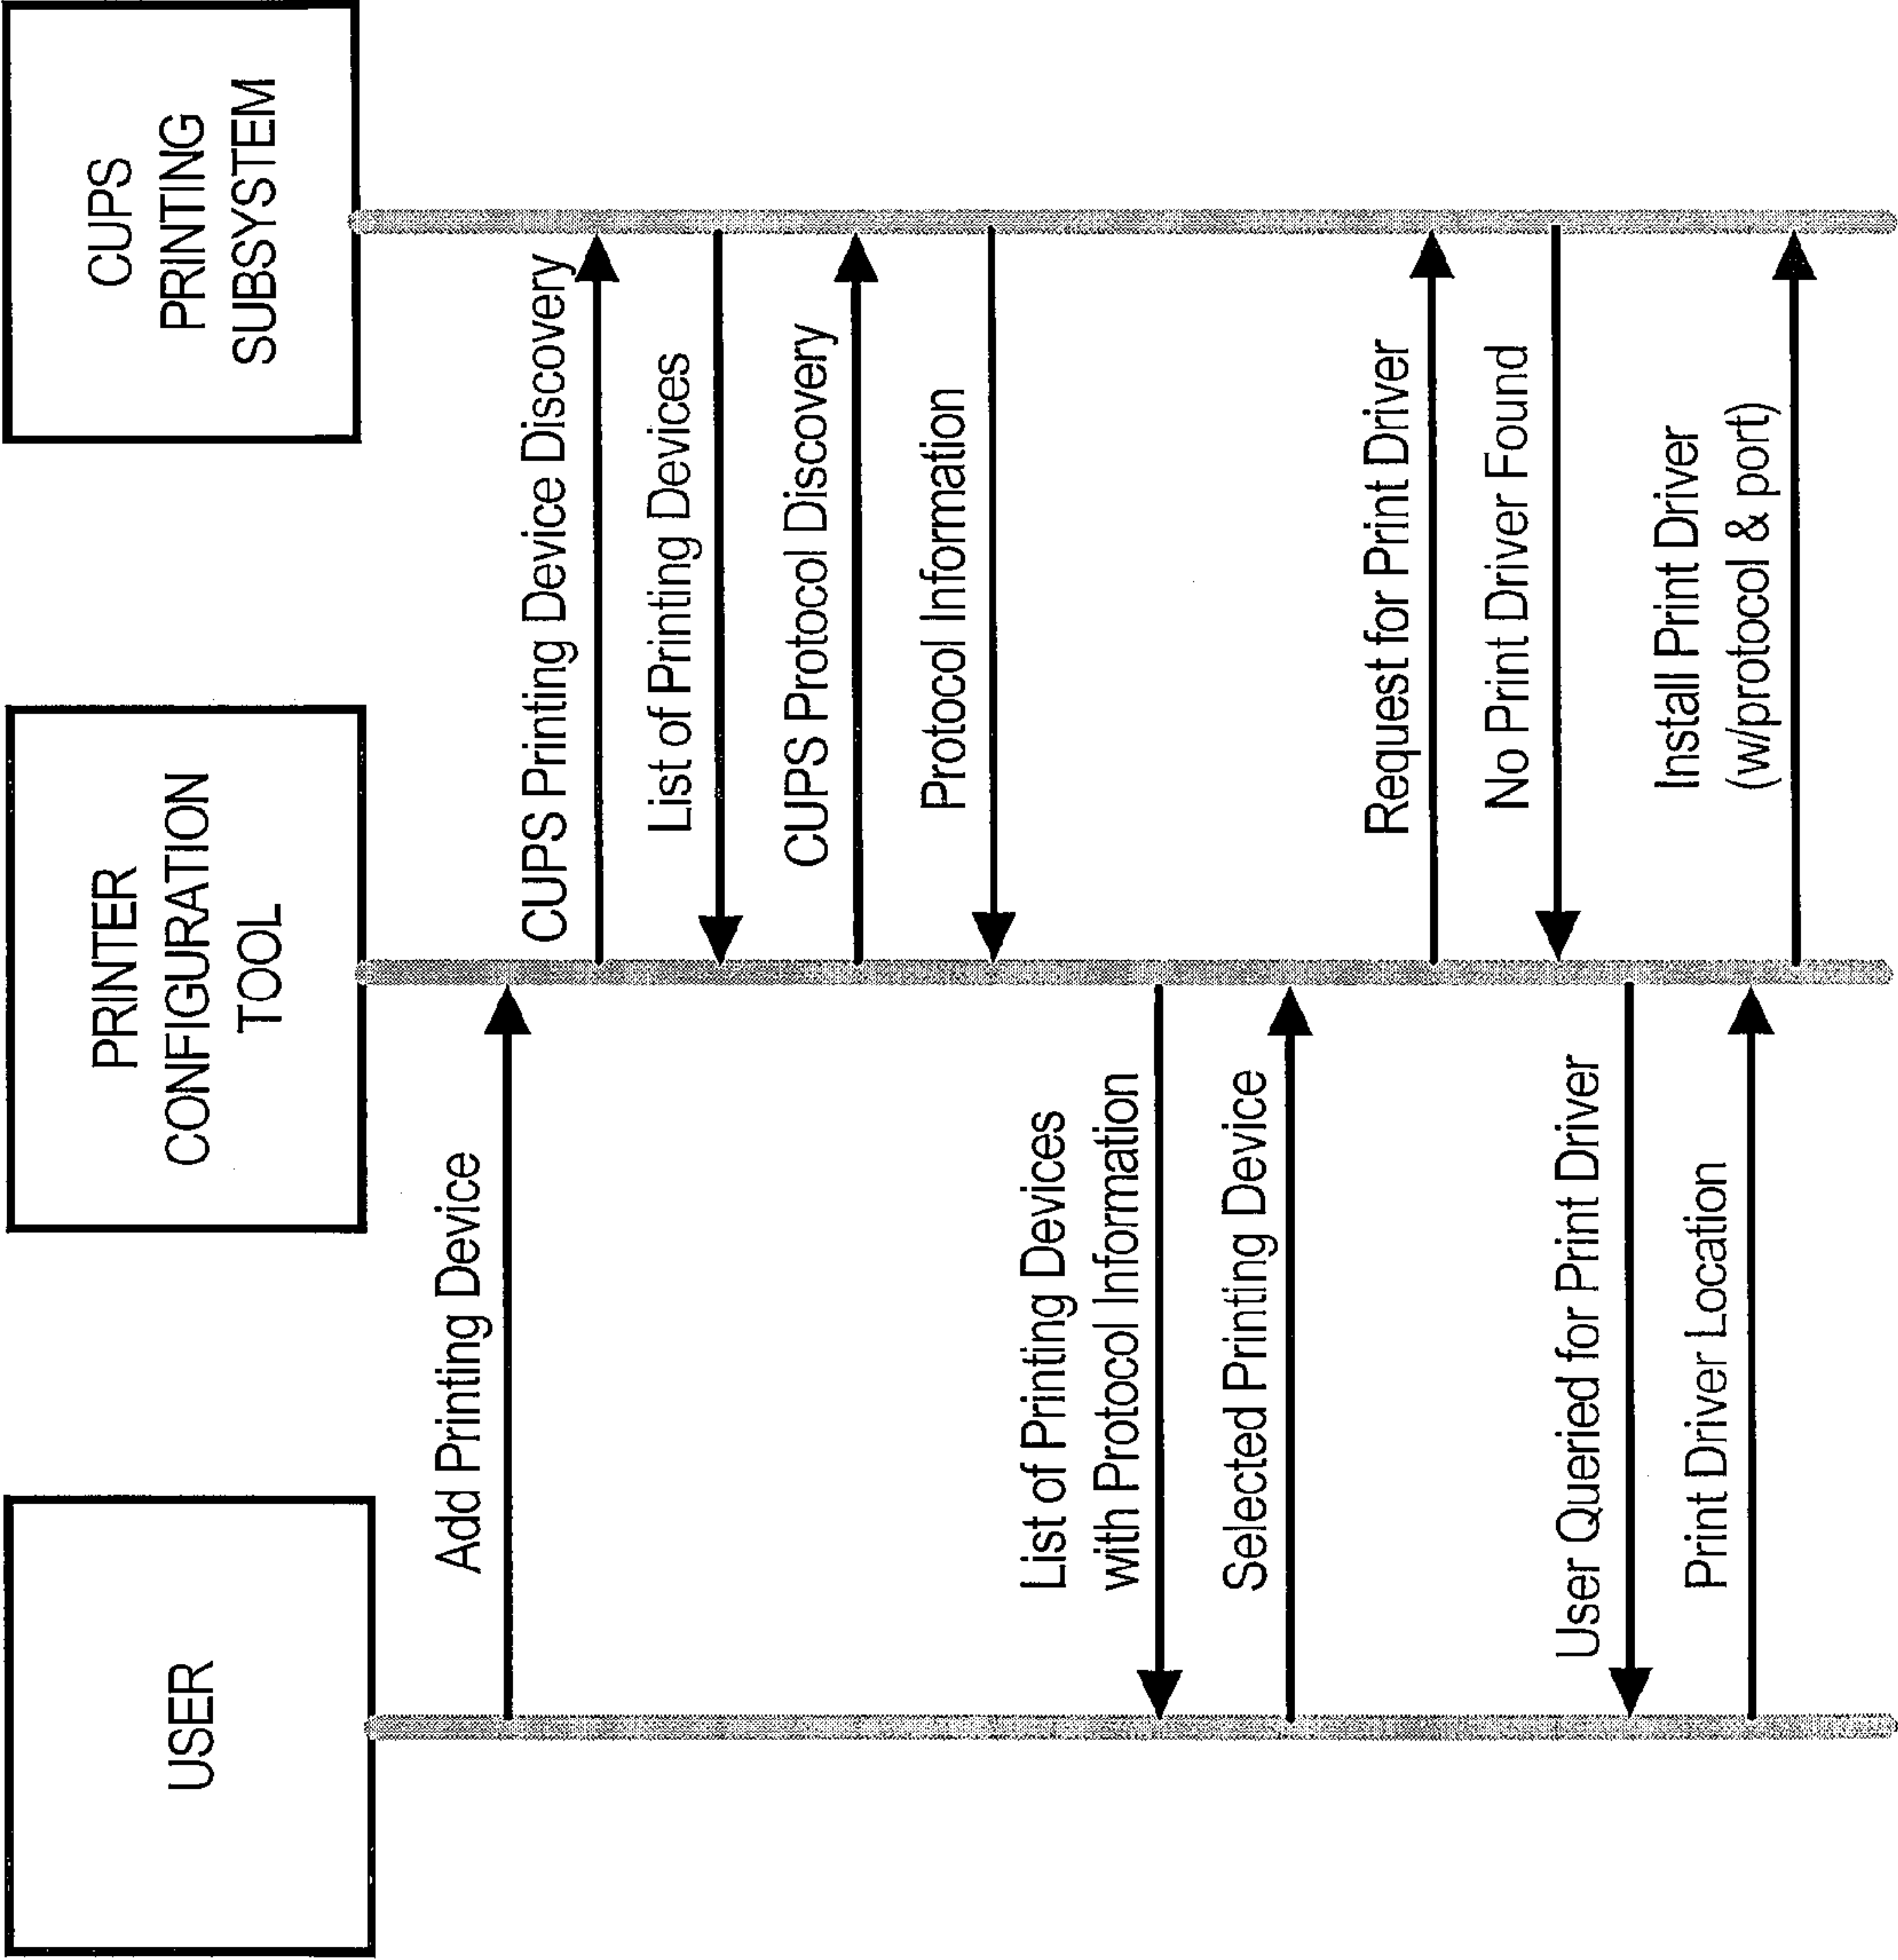 USER
PRINTER
CONFIGURATION
TOOL
CUPS
PRINTING
SUBSYSTEM
Add Printing Device
CUPS Printing Device Discovery
List of Printing Devices
CUPS Protocol Discovery
Protocol Information
List of Printing Devices
with Protocol Information
Selected Printing Device
Request for Print Driver
No Print Driver Found
User Queried for Print Driver
Print Driver Location
Install Print Driver
(w/protocol & port)